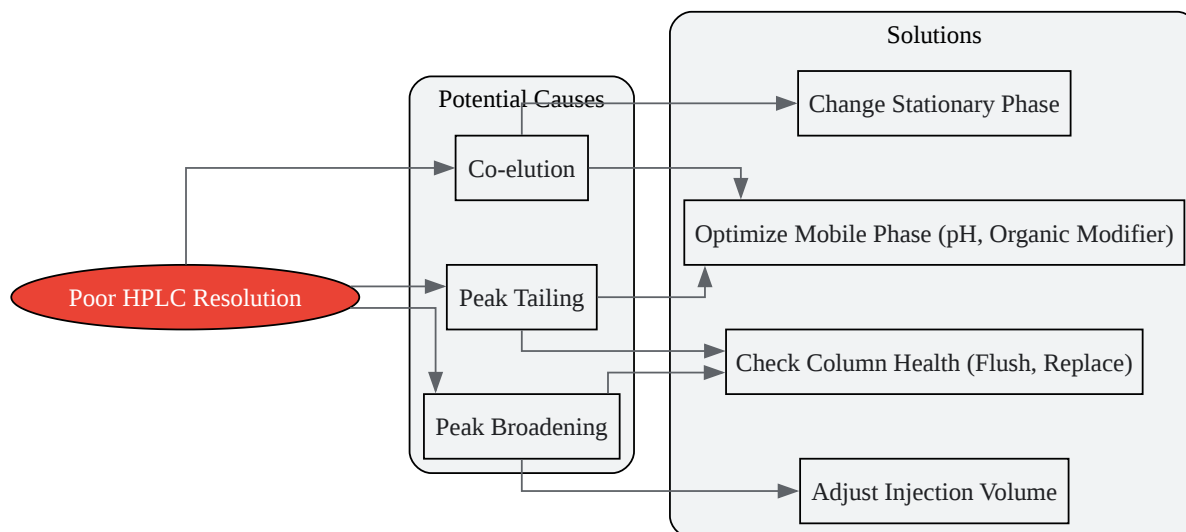 Solutions
Potential Causes
Change Stationary Phase
Co-elution
Optimize Mobile Phase (pH, Organic Modifier)
Poor HPLC Resolution
Peak Tailing
Check Column Health (Flush, Replace)
Peak Broadening
Adjust Injection Volume